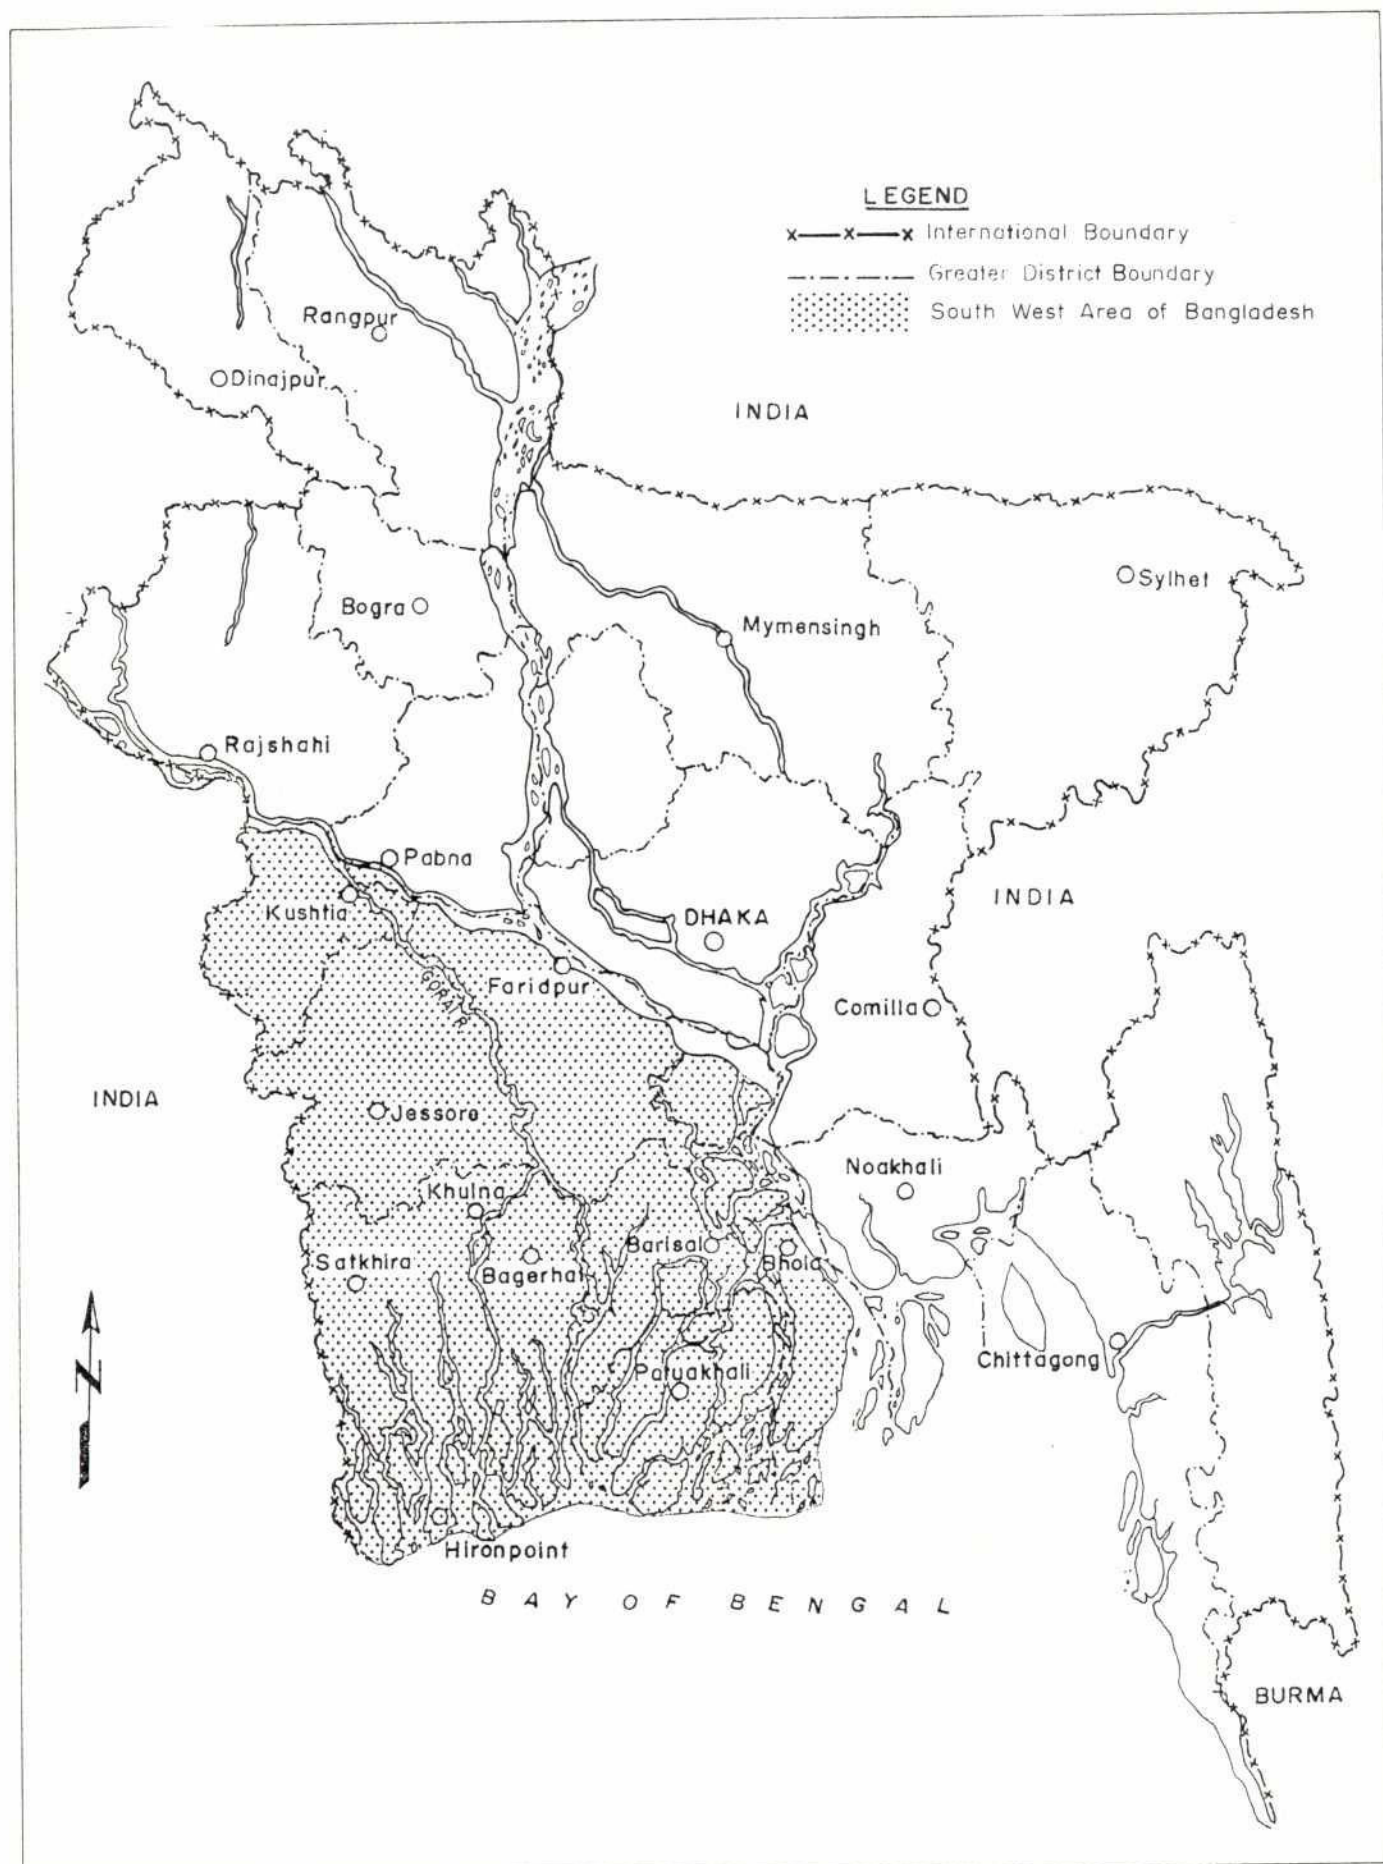 LEGEND
x—x—x International Boundary
Greater District Boundary
South West Area of Bangladesh
Rangpur
Dinajpur
INDIA
Sylhet
Bogra
Mymensingh
Rajshahi
Pabna
Kushtia
DHAKA
INDIA
Faridpur
GORAI R.
Comilla
INDIA
Jessore
Noakhali
Khulna
Barisal
Bhola
Satkhira
Bagerhat
Chittagong
Patuakhali
N
Hironpoint
BAY OF BENGAL
BURMA